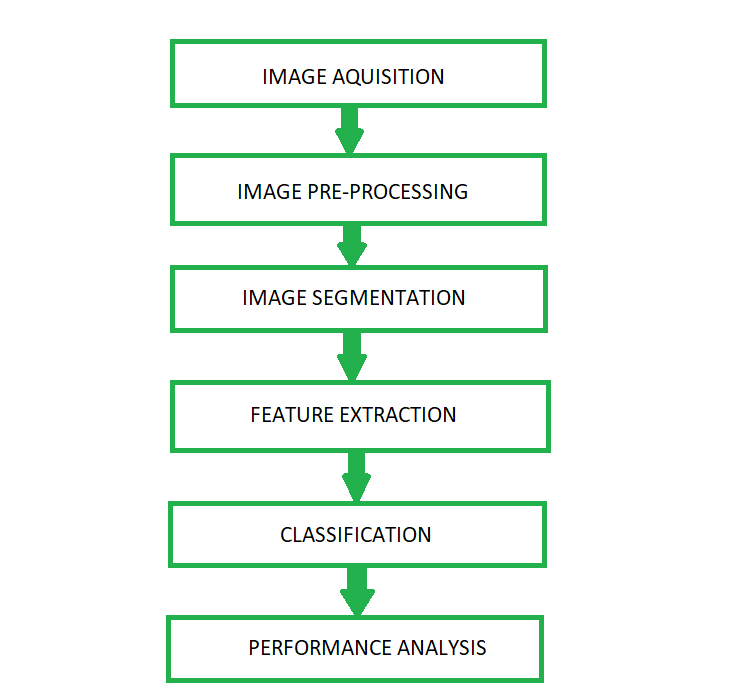 IMAGE AQUISITION
IMAGE PRE-PROCESSING
IMAGE SEGMENTATION
FEATURE EXTRACTION
CLASSIFICATION
PERFORMANCE ANALYSIS